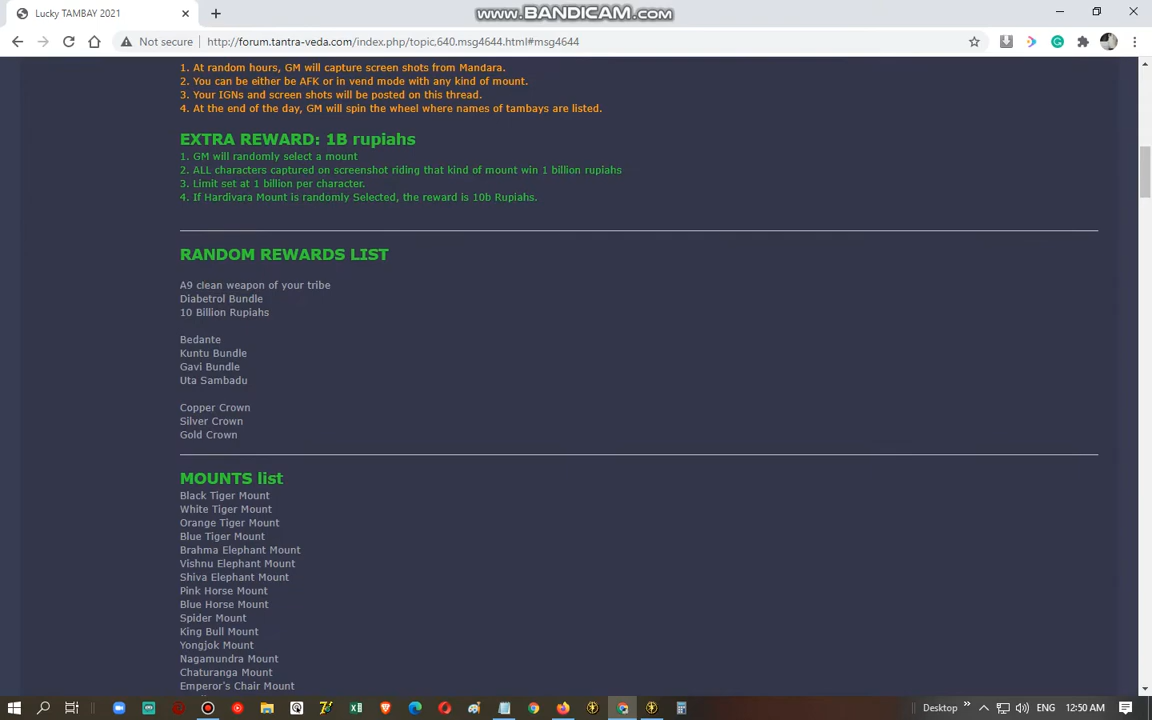 Lucky TAMBAY 2021
www.BANDICAM.com
Not secure
http://forum.tantra-veda.com/index.php/topic,640.msg4644.html#msg4644
1. At random hours, GM will capture screen shots from Mandara.
2. You can be either be AFK or in vend mode with any kind of mount.
3. Your IGNs and screen shots will be posted on this thread.
4. At the end of the day, GM will spin the wheel where names of tambays are listed.
EXTRA REWARD: 1B rupiahs
1. GM will randomly select a mount
2. ALL characters captured on screenshot riding that kind of mount win 1 billion rupiahs
3. Limit set at 1 billion per character.
4. If Hardivara Mount is randomly Selected, the reward is 10b Rupiahs.
RANDOM REWARDS LIST
A9 clean weapon of your tribe
Diabetrol Bundle
10 Billion Rupiahs
Bedante
Kuntu Bundle
Gavi Bundle
Uta Sambadu
Copper Crown
Silver Crown
Gold Crown
MOUNTS list
Black Tiger Mount
White Tiger Mount
Orange Tiger Mount
Blue Tiger Mount
Brahma Elephant Mount
Vishnu Elephant Mount
Shiva Elephant Mount
Pink Horse Mount
Blue Horse Mount
Spider Mount
King Bull Mount
Yongjok Mount
Nagamundra Mount
Chaturanga Mount
Emperor's Chair Mount
Desktop
ENG
12:50 AM